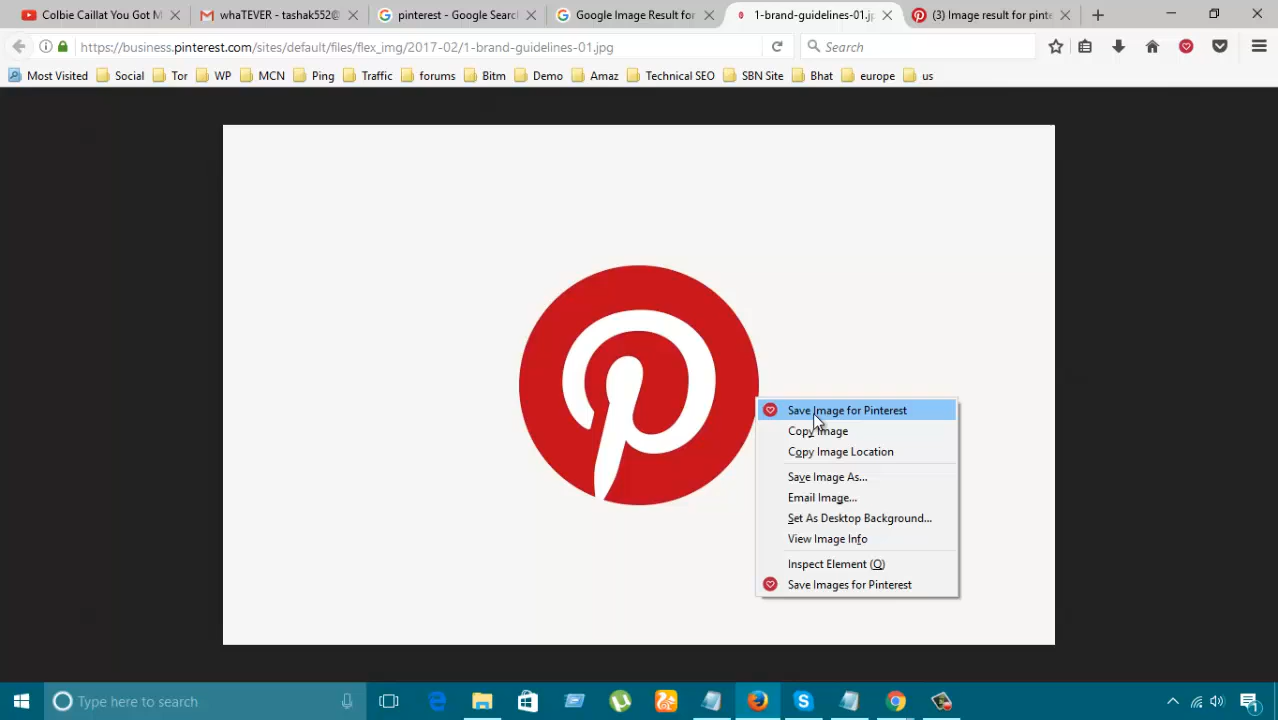 Colbie Caillat You Got M
whaTEVER - tashak552@
pinterest - Google Searc
Google Image Result for
1-brand-guidelines-01.jp
(3) Image result for pinte
https://business.pinterest.com/sites/default/files/flex_img/2017-02/1-brand-guidelines-01.jpg
Search
Most Visited Social Tor WP MCN Ping Traffic forums Bitm Demo Amaz Technical SEO SBN Site Bhat europe us
Save Image for Pinterest
Copy Image
Copy Image Location
Save Image As...
Email Image...
Set As Desktop Background...
View Image Info
Inspect Element (Q)
Save Images for Pinterest
Type here to search
1